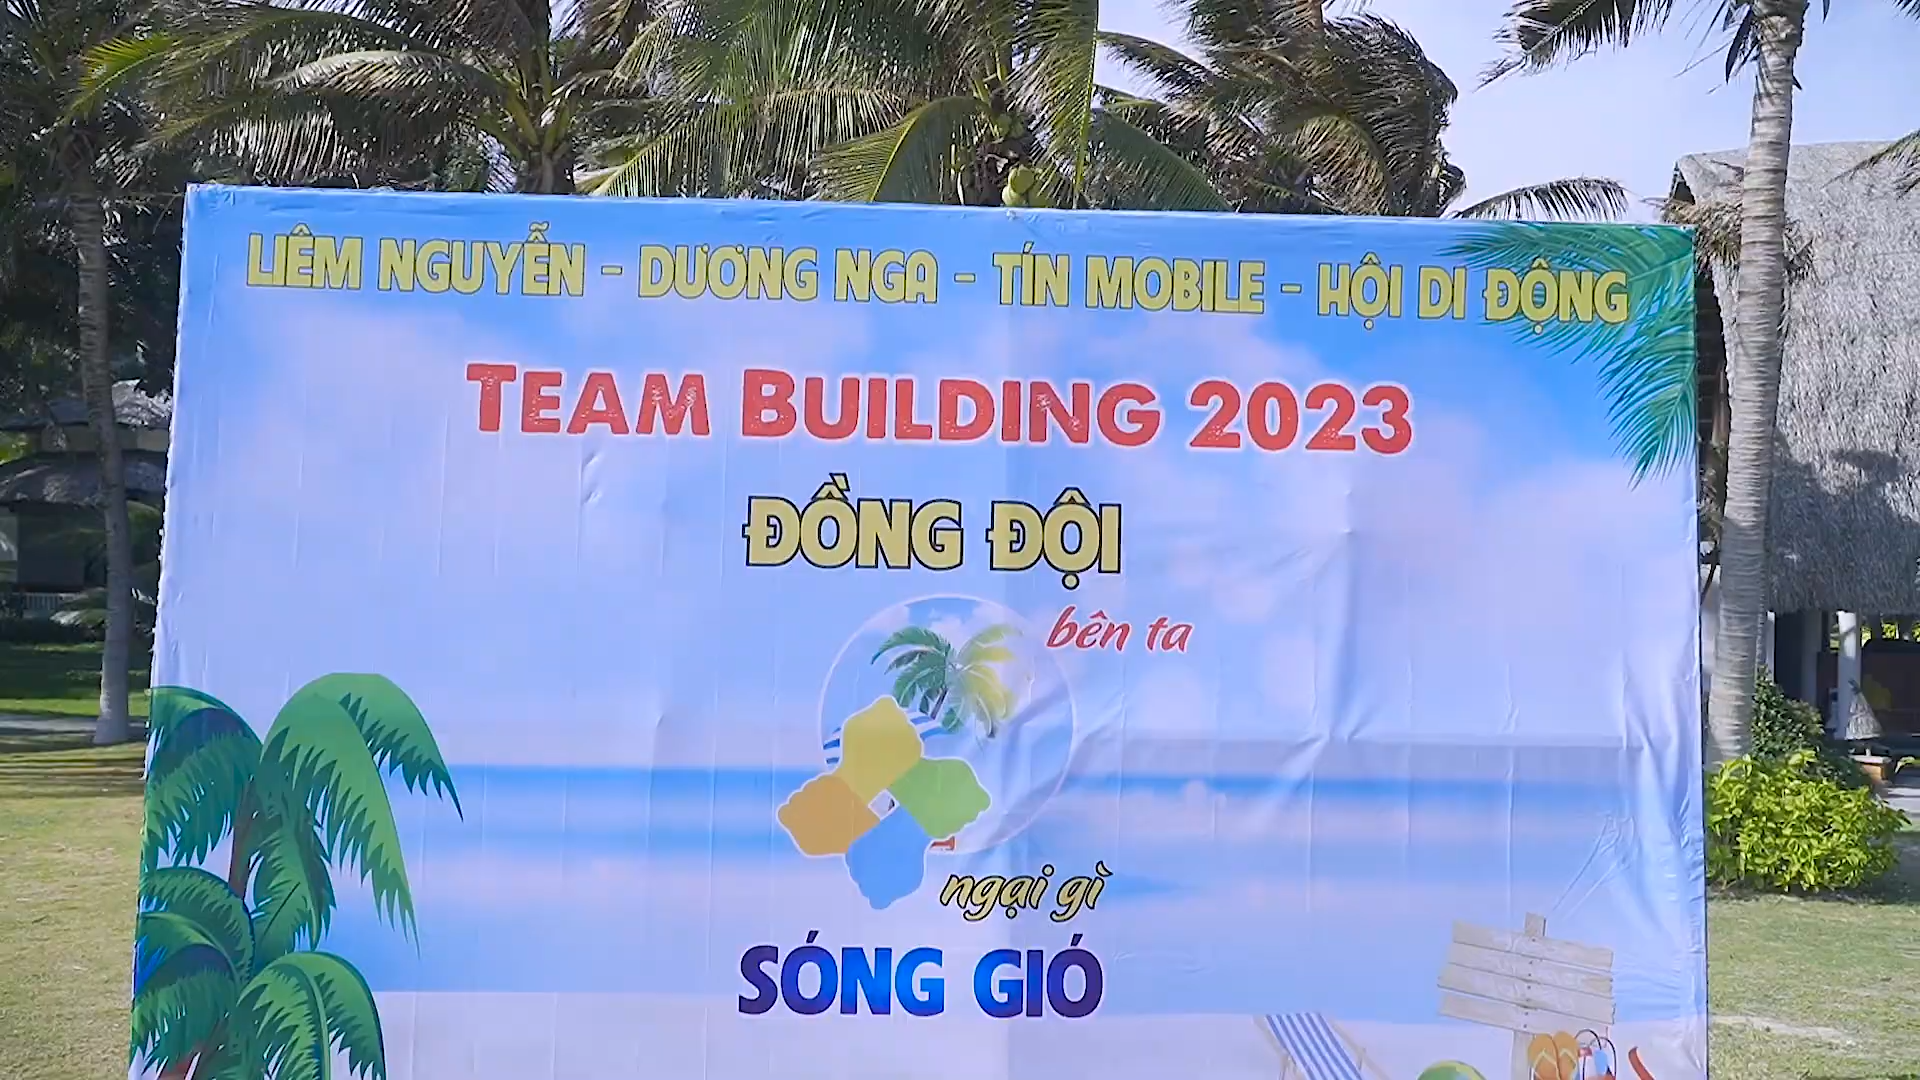 LIÊM NGUYỄN - DƯƠNG NGA - TÍN MOBILE - HỘI DI ĐỘNG
TEAM BUILDING 2023
ĐỒNG ĐỘI
bên ta
ngại gì
SÓNG GIÓ